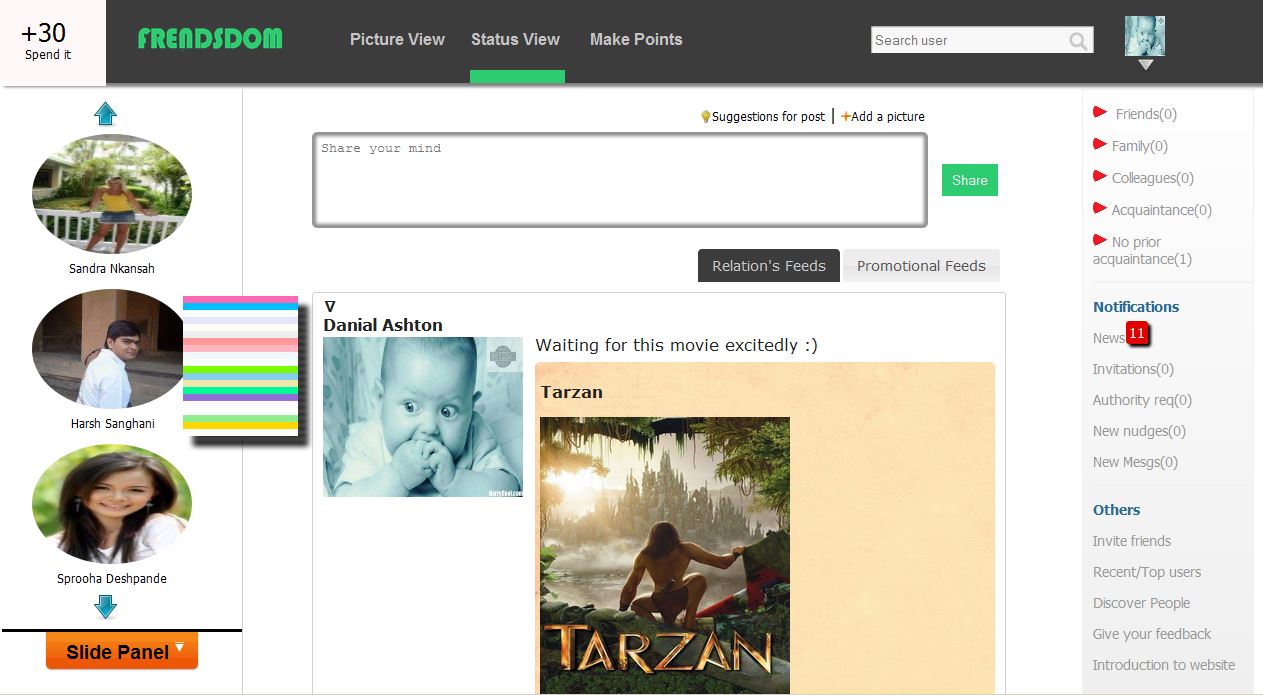 +30
Spend it
FRENDSDOM
Picture View
Status View
Make Points
Search user
Sandra Nkansah
Harsh Sanghani
Sprooha Deshpande
Slide Panel
Suggestions for post | Add a picture
Share your mind
Share
Relation's Feeds
Promotional Feeds
Danial Ashton
HarryCool.com
Waiting for this movie excitedly :)
Tarzan
TARZAN
Friends(0)
Family(0)
Colleagues(0)
Acquaintance(0)
No prior
acquaintance(1)
Notifications
News 11
Invitations(0)
Authority req(0)
New nudges(0)
New Mesgs(0)
Others
Invite friends
Recent/Top users
Discover People
Give your feedback
Introduction to website